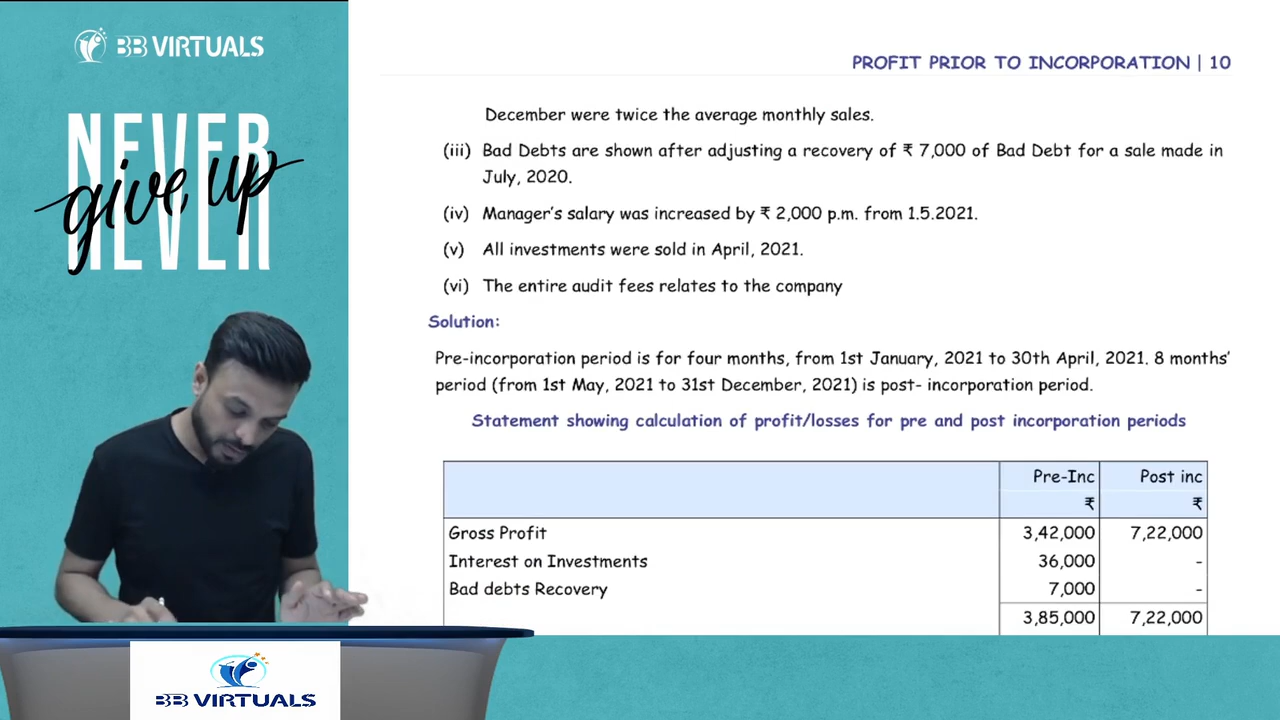 BB VIRTUALS
NEVER
give up
NEVER
PROFIT PRIOR TO INCORPORATION | 10
December were twice the average monthly sales.
(iii) Bad Debts are shown after adjusting a recovery of ₹ 7,000 of Bad Debt for a sale made in
July, 2020.
(iv) Manager's salary was increased by ₹ 2,000 p.m. from 1.5.2021.
(v) All investments were sold in April, 2021.
(vi) The entire audit fees relates to the company
Solution:
Pre-incorporation period is for four months, from 1st January, 2021 to 30th April, 2021. 8 months'
period (from 1st May, 2021 to 31st December, 2021) is post- incorporation period.
Statement showing calculation of profit/losses for pre and post incorporation periods
Pre-Inc Post inc
₹ ₹
Gross Profit 3,42,000 7,22,000
Interest on Investments 36,000 -
Bad debts Recovery 7,000 -
3,85,000 7,22,000
BB VIRTUALS